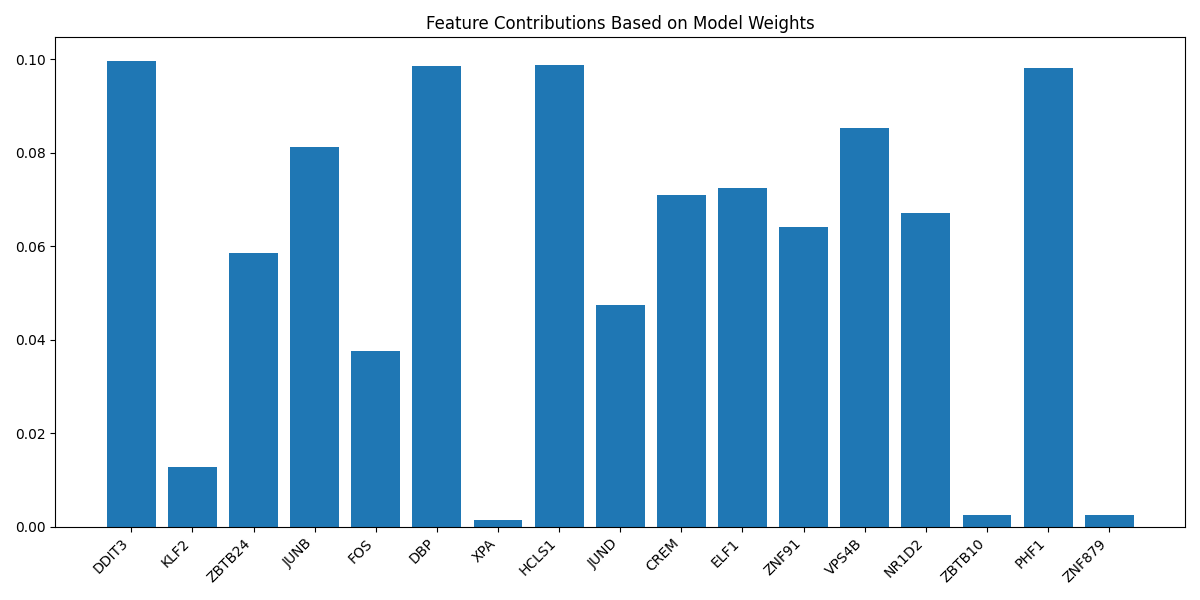 Feature Contributions Based on Model Weights
0.10
0.08
0.06
0.04
0.02
0.00
DDIT3
KLF2
ZBTB24
JUNB
FOS
DBP
XPA
HCLS1
JUND
CREM
ELF1
ZNF91
VPS4B
NR1D2
ZBTB10
PHF1
ZNF879